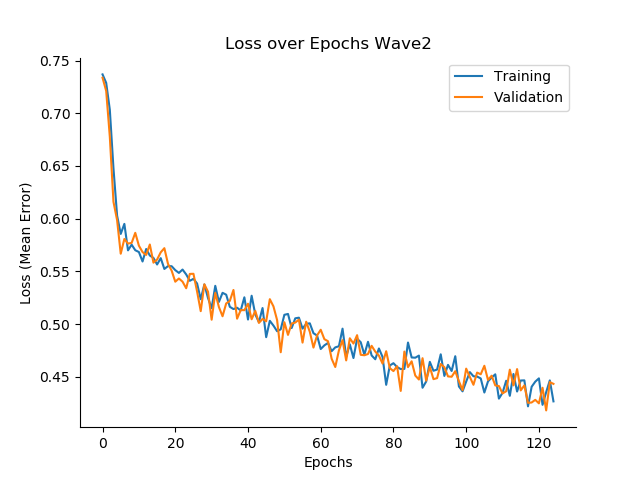 Loss over Epochs Wave2
Training
Validation
Loss (Mean Error)
0.75
0.70
0.65
0.60
0.55
0.50
0.45
0 20 40 60 80 100 120
Epochs